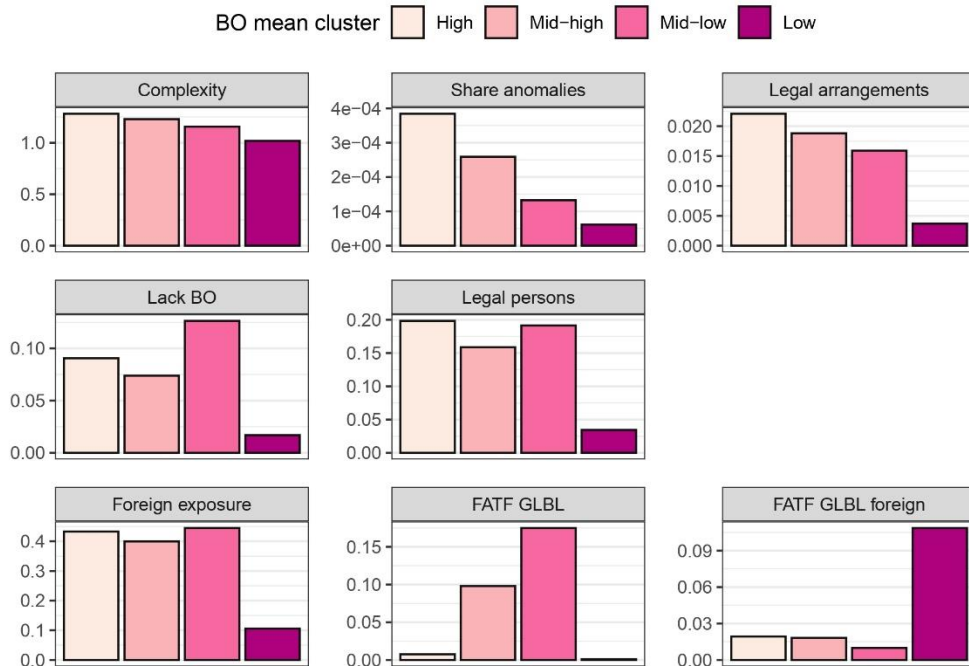 BO mean cluster High Mid−high Mid−low Low
Complexity
1.0
0.5
0.0
Share anomalies
4e−04
3e−04
2e−04
1e−04
0e+00
Legal arrangements
0.020
0.015
0.010
0.005
0.000
Lack BO
0.10
0.05
0.00
Legal persons
0.20
0.15
0.10
0.05
0.00
Foreign exposure
0.4
0.3
0.2
0.1
0.0
FATF GLBL
0.15
0.10
0.05
0.00
FATF GLBL foreign
0.09
0.06
0.03
0.00